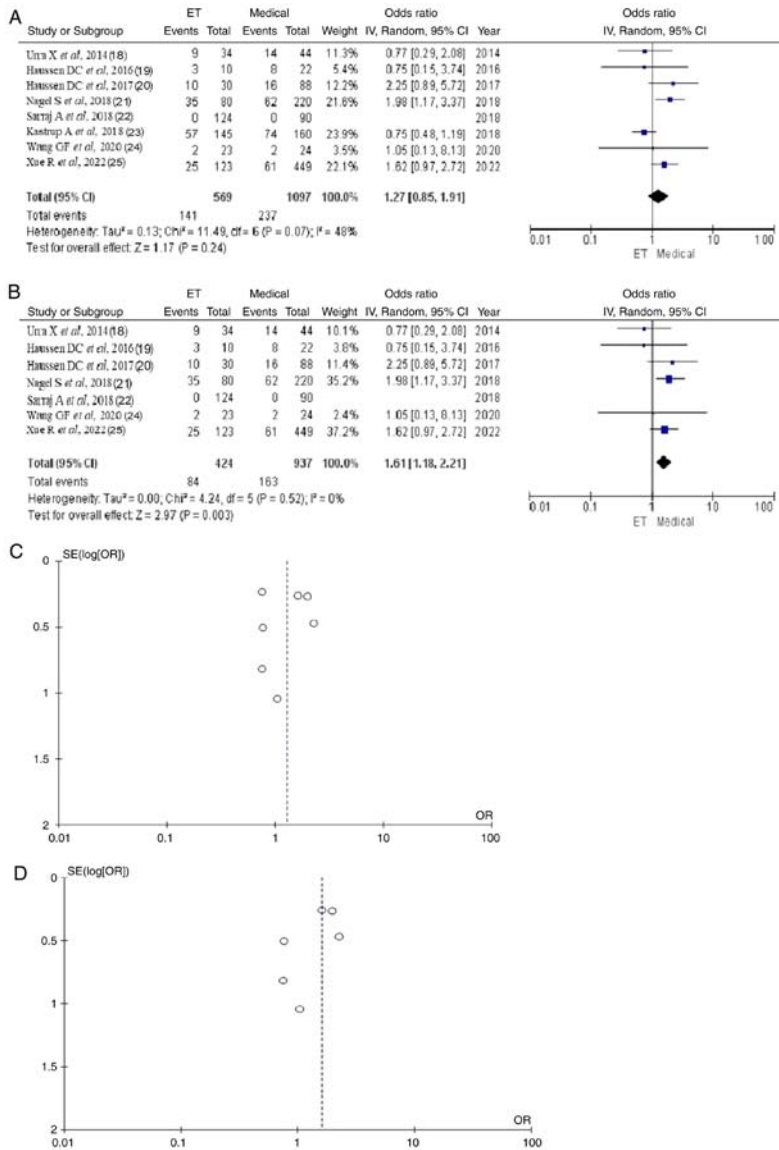 A
ET Medical Odds ratio Odds ratio
Study or Subgroup Events Total Events Total Weight IV, Random, 95% CI Year IV, Random, 95% CI
Urra X et al, 2014 (18) 9 34 14 44 11.3% 0.77 [0.29, 2.08] 2014
Haussen DC et al, 2016 (19) 3 10 8 22 5.4% 0.75 [0.15, 3.74] 2016
Haussen DC et al, 2017 (20) 10 30 16 88 12.2% 2.25 [0.89, 5.72] 2017
Nagel S et al, 2018 (21) 35 80 62 220 21.6% 1.98 [1.17, 3.37] 2018
Sarraj A et al, 2018 (22) 0 124 0 90 2018
Kastrup A et al, 2018 (23) 57 145 74 160 23.9% 0.75 [0.48, 1.19] 2018
Wang GF et al, 2020 (24) 2 23 2 24 3.6% 1.05 [0.13, 8.13] 2020
Xue R et al, 2022 (25) 25 123 61 449 22.1% 1.62 [0.97, 2.72] 2022
Total (95% CI) 569 1097 100.0% 1.27 [0.85, 1.91]
Total events 141 237
Heterogeneity: Tau² = 0.13; Chi² = 11.49, df = 6 (P = 0.07); I² = 48%
Test for overall effect: Z = 1.17 (P = 0.24)
0.01 0.1 1 10 100
ET Medical
B
ET Medical Odds ratio Odds ratio
Study or Subgroup Events Total Events Total Weight IV, Random, 95% CI Year IV, Random, 95% CI
Urra X et al, 2014 (18) 9 34 14 44 10.1% 0.77 [0.29, 2.08] 2014
Haussen DC et al, 2016 (19) 3 10 8 22 3.8% 0.75 [0.15, 3.74] 2016
Haussen DC et al, 2017 (20) 10 30 16 88 11.4% 2.25 [0.89, 5.72] 2017
Nagel S et al, 2018 (21) 35 80 62 220 35.2% 1.98 [1.17, 3.37] 2018
Sarraj A et al, 2018 (22) 0 124 0 90 2018
Wang GF et al, 2020 (24) 2 23 2 24 2.4% 1.05 [0.13, 8.13] 2020
Xue R et al, 2022 (25) 25 123 61 449 37.2% 1.62 [0.97, 2.72] 2022
Total (95% CI) 424 937 100.0% 1.61 [1.18, 2.21]
Total events 84 163
Heterogeneity: Tau² = 0.00; Chi² = 4.24, df = 5 (P = 0.52); I² = 0%
Test for overall effect: Z = 2.97 (P = 0.003)
0.01 0.1 1 10 100
ET Medical
C
SE(log[OR])
0
0.5
1
1.5
2
OR
0.01 0.1 1 10 100
D
SE(log[OR])
0
0.5
1
1.5
2
OR
0.01 0.1 1 10 100